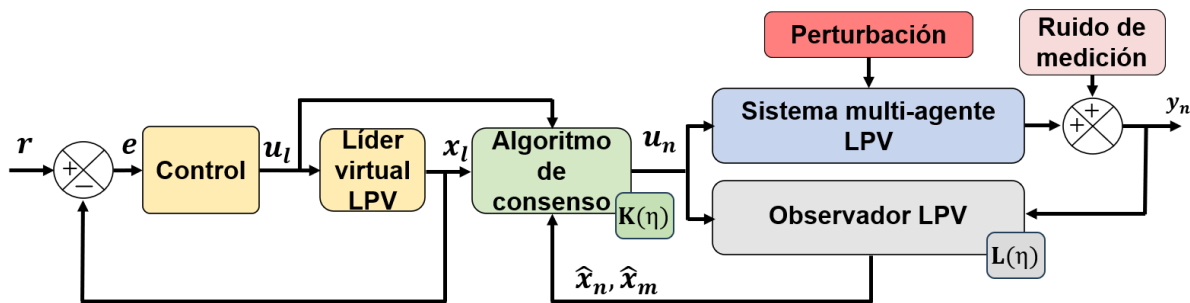 Perturbación
Ruido de
medición
r
+
−
e
Control
u_l
Líder
virtual
LPV
x_l
Algoritmo
de
consenso
K(η)
u_n
Sistema multi-agente
LPV
+
+
y_n
Observador LPV
L(η)
x̂_n, x̂_m